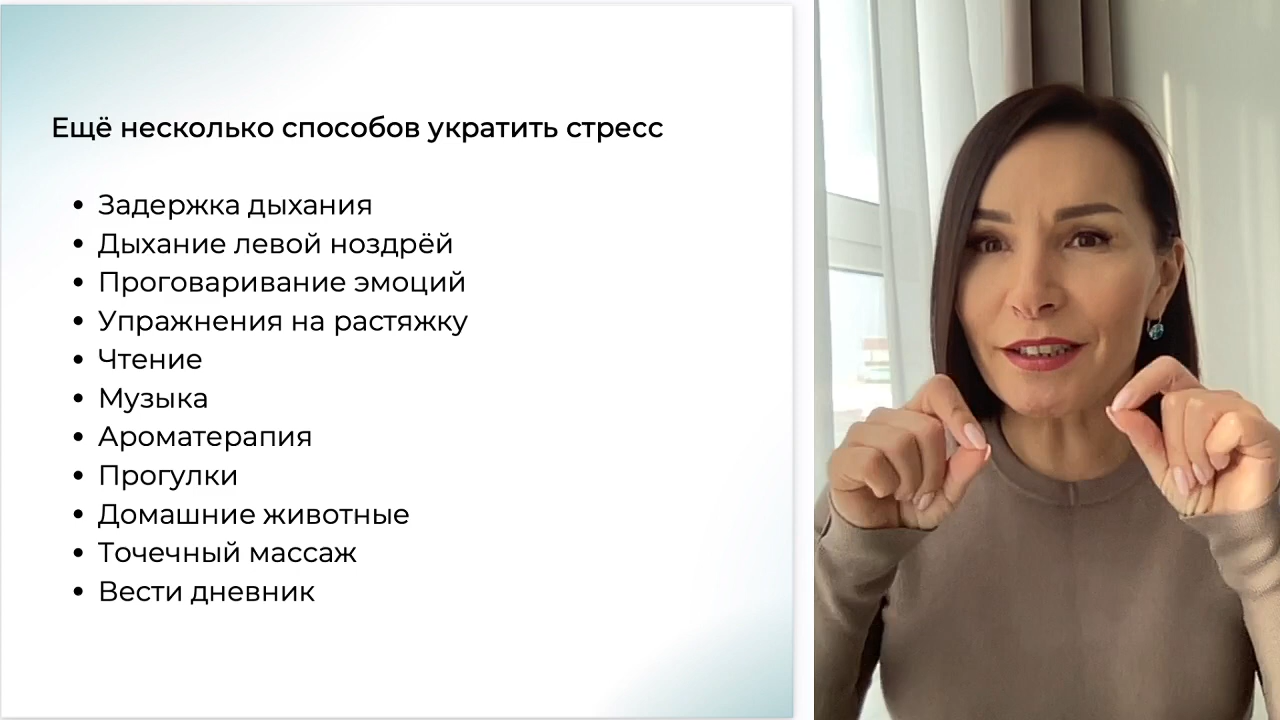 Ещё несколько способов укратить стресс
• Задержка дыхания
• Дыхание левой ноздрёй
• Проговаривание эмоций
• Упражнения на растяжку
• Чтение
• Музыка
• Ароматерапия
• Прогулки
• Домашние животные
• Точечный массаж
• Вести дневник